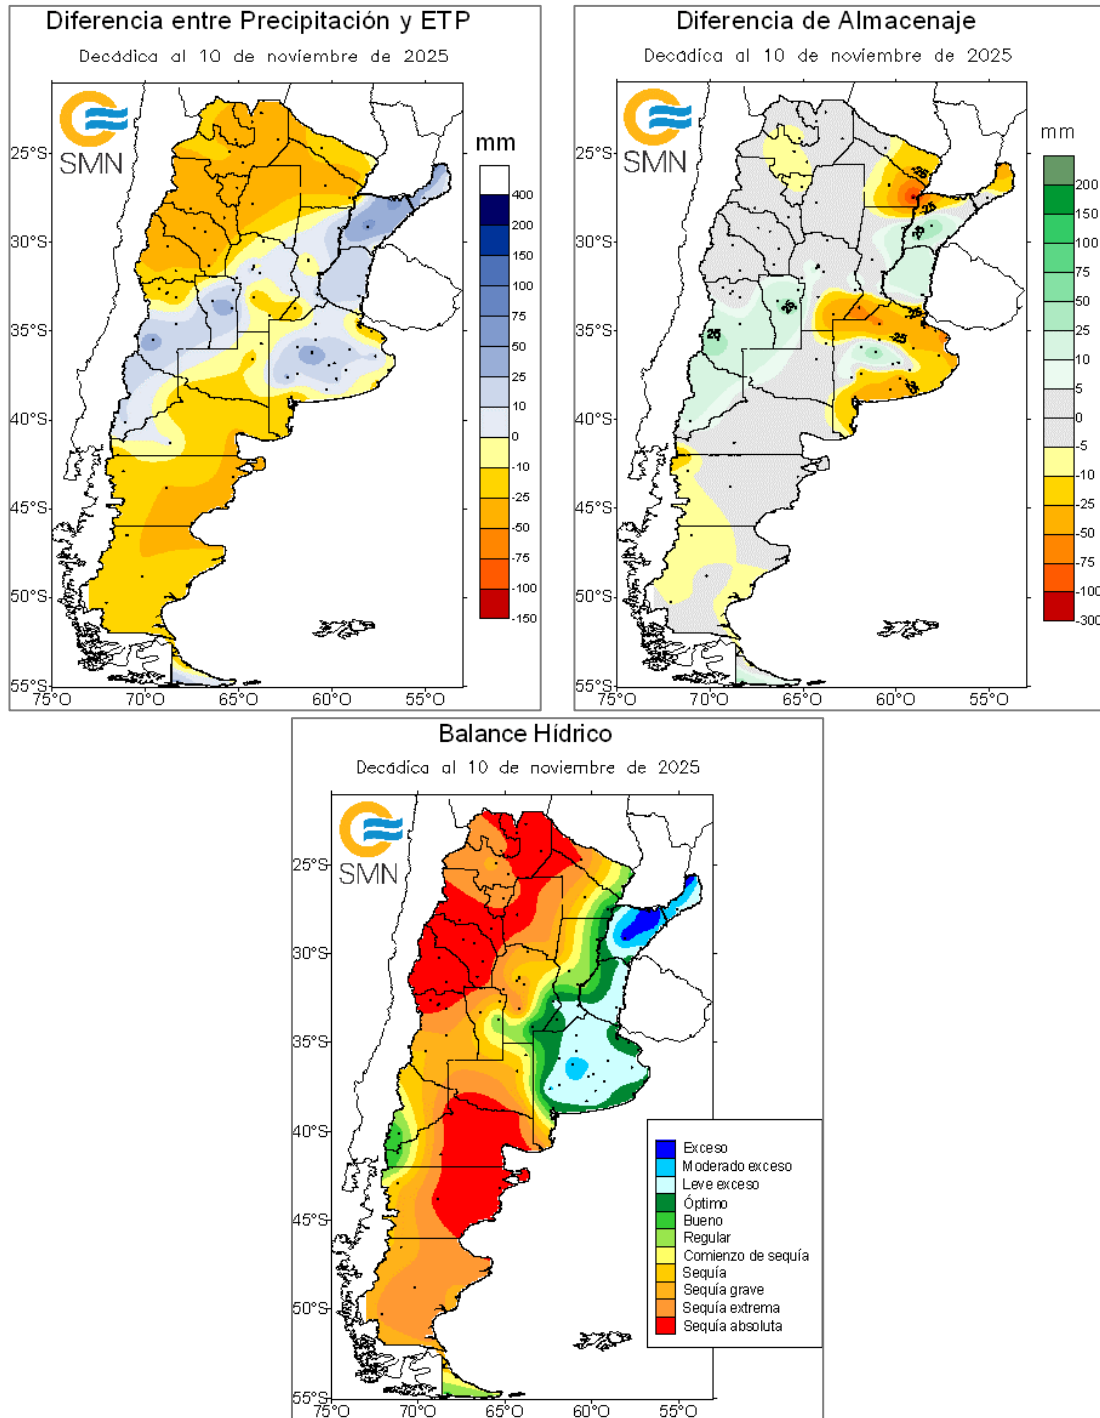 Diferencia entre Precipitación y ETP
Decádica al 10 de noviembre de 2025
SMN
mm
400
200
150
100
75
50
25
10
0
-10
-25
-50
-75
-100
-150
25°S
30°S
35°S
40°S
45°S
50°S
55°S
75°O
70°O
65°O
60°O
55°O
Diferencia de Almacenaje
Decádica al 10 de noviembre de 2025
SMN
mm
200
150
100
75
50
25
10
5
0
-5
-10
-25
-50
-75
-100
-300
25°S
30°S
35°S
40°S
45°S
50°S
55°S
75°O
70°O
65°O
60°O
55°O
-25
-25
-25
-25
25
Balance Hídrico
Decádica al 10 de noviembre de 2025
SMN
25°S
30°S
35°S
40°S
45°S
50°S
55°S
75°O
70°O
65°O
60°O
55°O
Exceso
Moderado exceso
Leve exceso
Óptimo
Bueno
Regular
Comienzo de sequía
Sequía
Sequía grave
Sequía extrema
Sequía absoluta